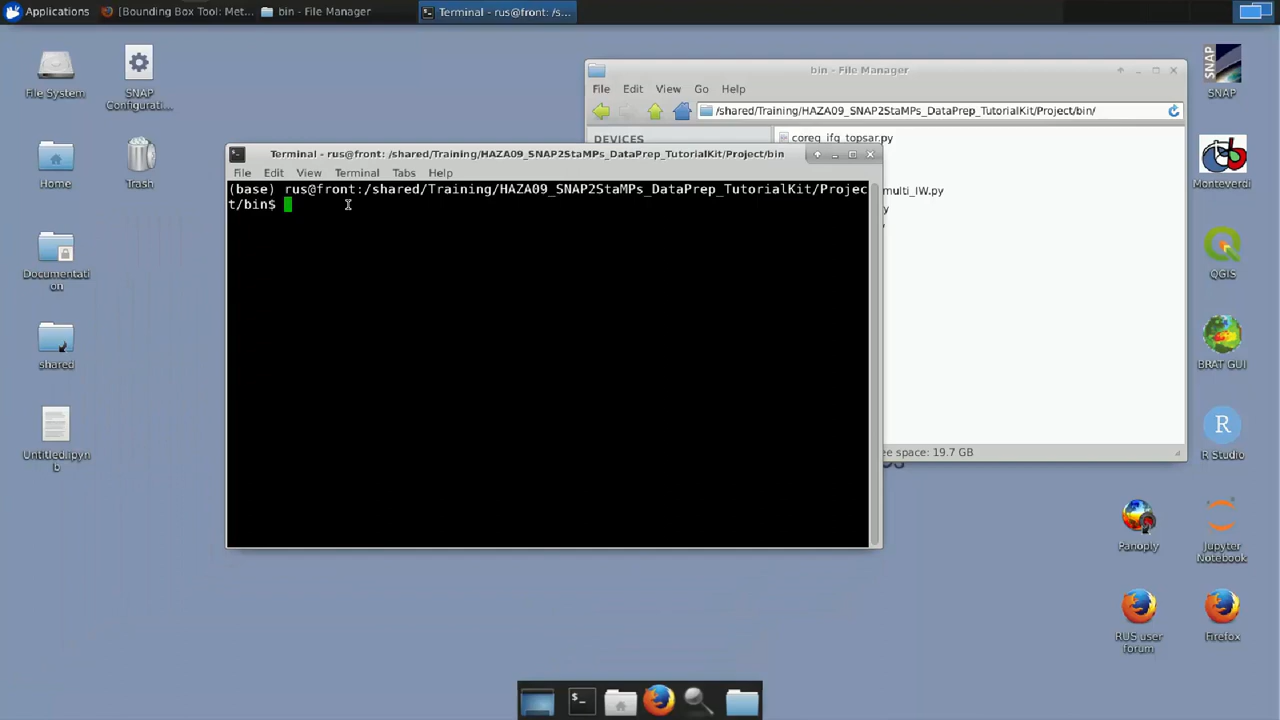 Applications
[Bounding Box Tool: Met...
bin - File Manager
Terminal - rus@front: /s...
File System
SNAP
Configurati...
Home
Trash
Documentati
on
shared
Untitled.ipyn
b
bin - File Manager
File Edit View Go Help
/shared/Training/HAZA09_SNAP2StaMPs_DataPrep_TutorialKit/Project/bin/
DEVICES
coreg_ifg_topsar.py
multi_IW.py
y
ee space: 19.7 GB
Terminal - rus@front: /shared/Training/HAZA09_SNAP2StaMPs_DataPrep_TutorialKit/Project/bin
File Edit View Terminal Tabs Help
(base) rus@front:/shared/Training/HAZA09_SNAP2StaMPs_DataPrep_TutorialKit/Projec
t/bin$
SNAP
SNAP
Monteverdi
QGIS
BRAT GUI
R
R Studio
Panoply
Jupyter
Notebook
RUS user
forum
Firefox